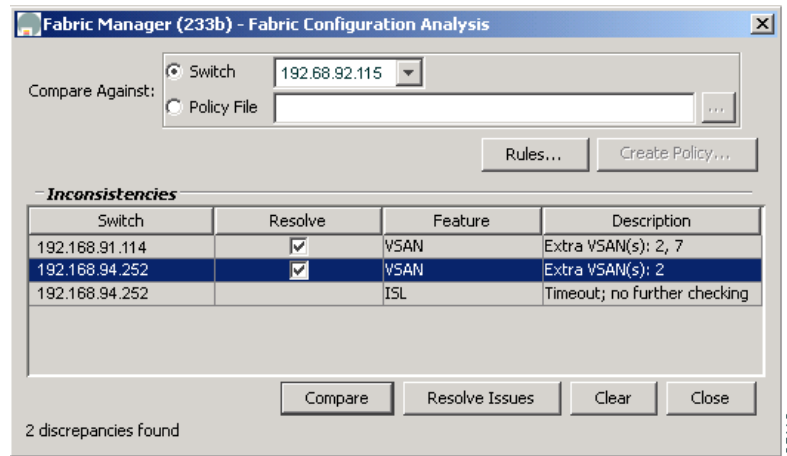 Fabric Manager (233b) - Fabric Configuration Analysis
Compare Against:
Switch
192.68.92.115
Policy File
...
Rules...
Create Policy...
Inconsistencies
Switch Resolve Feature Description
192.168.91.114 VSAN Extra VSAN(s): 2, 7
192.168.94.252 VSAN Extra VSAN(s): 2
192.168.94.252 ISL Timeout; no further checking
Compare Resolve Issues Clear Close
2 discrepancies found